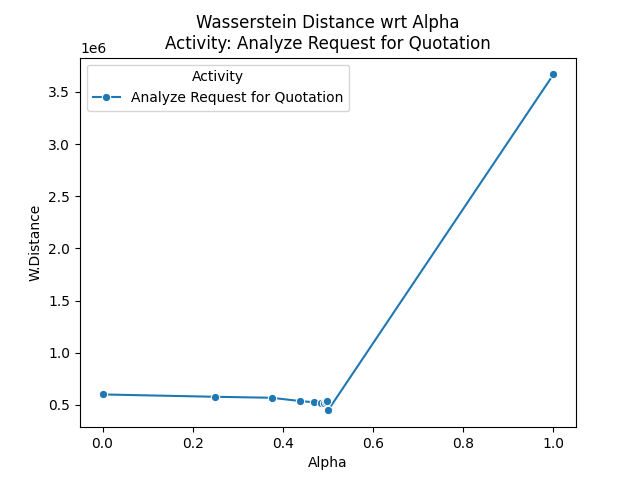 Wasserstein Distance wrt Alpha
Activity: Analyze Request for Quotation
1e6
Activity
Analyze Request for Quotation
3.5
3.0
2.5
2.0
1.5
1.0
0.5
W.Distance
0.0 0.2 0.4 0.6 0.8 1.0
Alpha